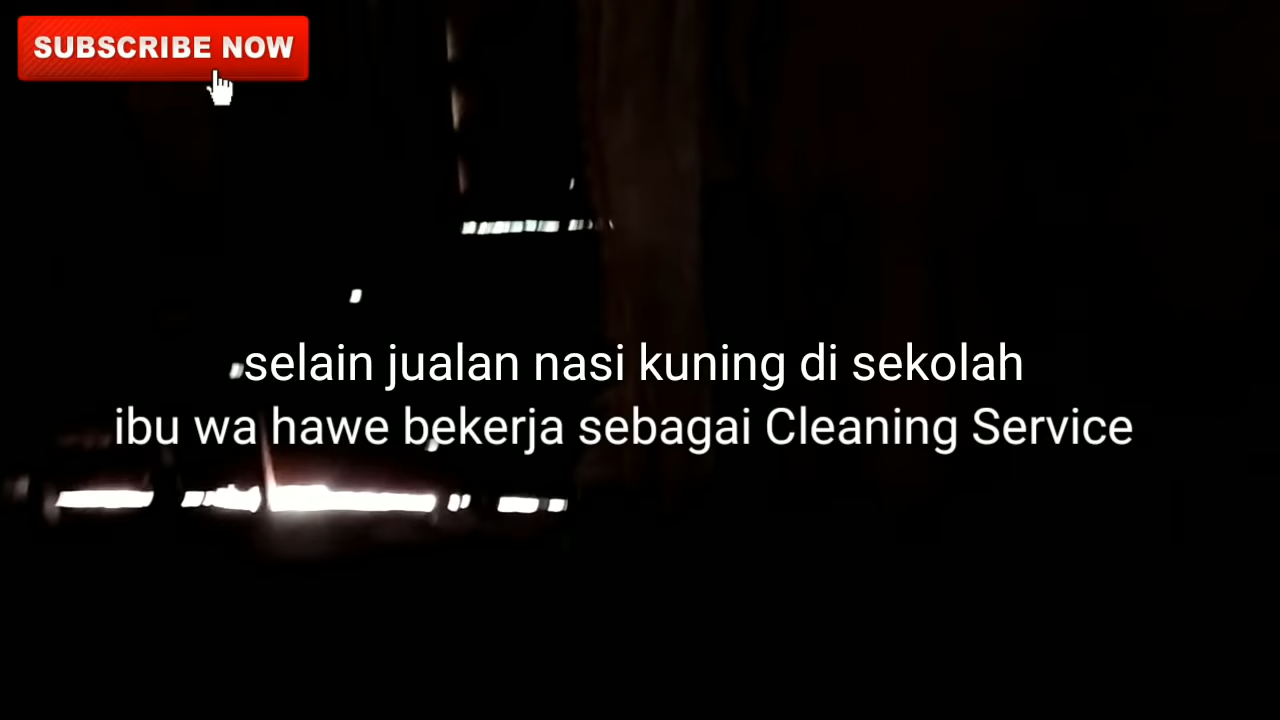 SUBSCRIBE NOW
selain jualan nasi kuning di sekolah
ibu wa hawe bekerja sebagai Cleaning Service